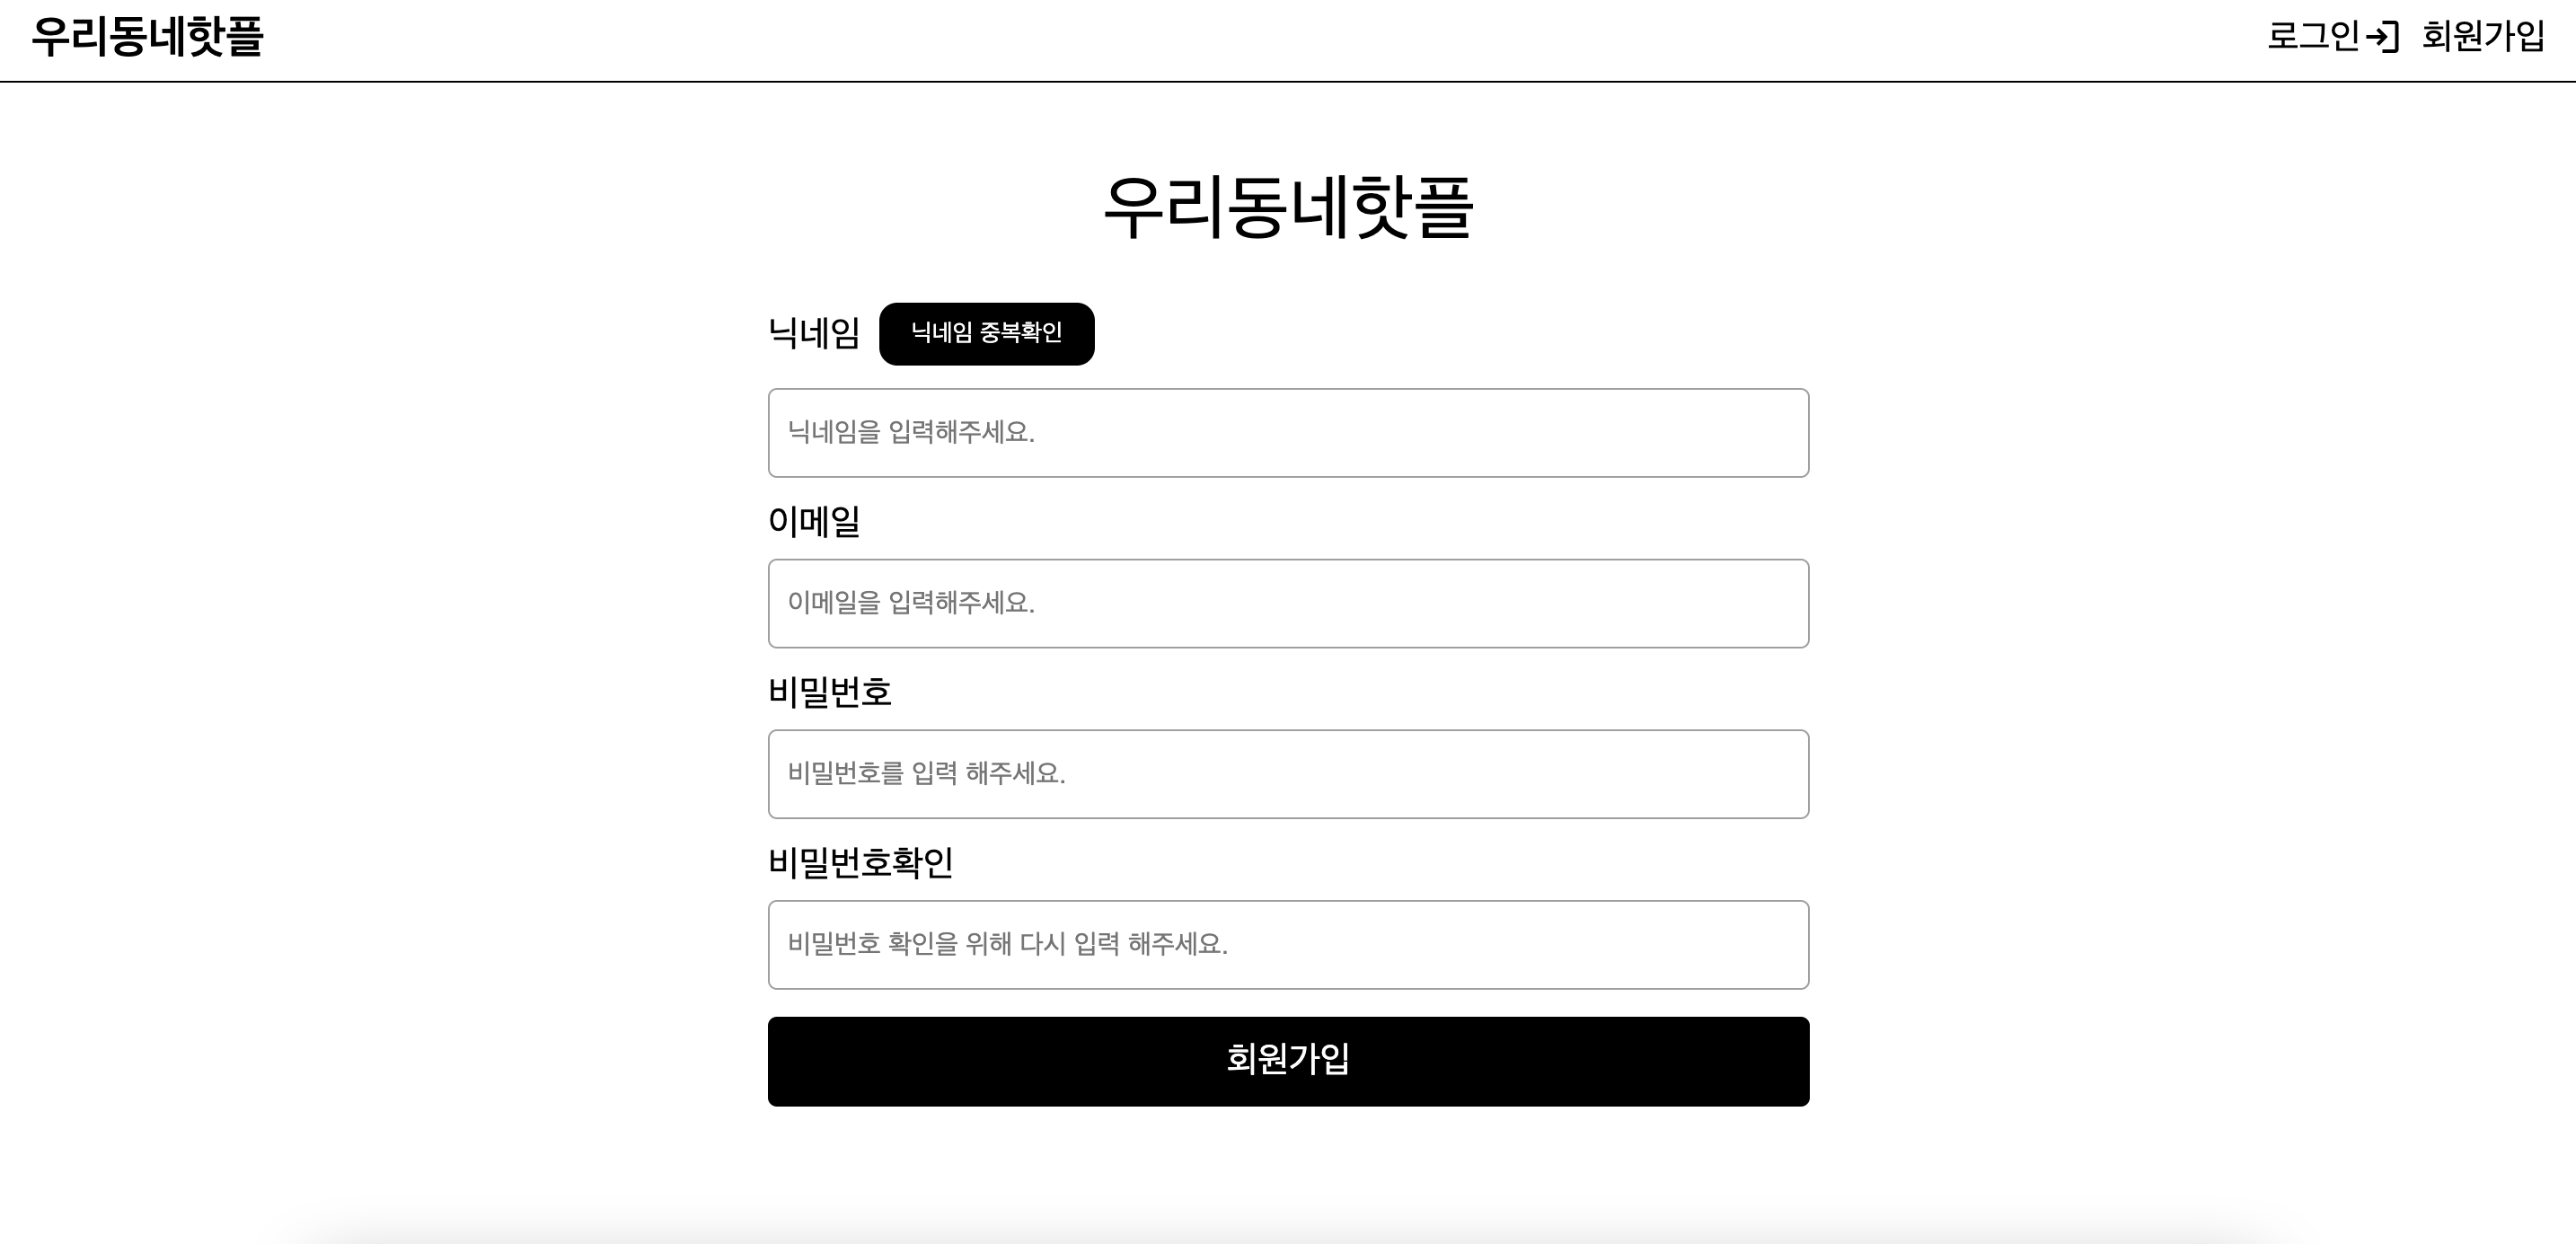 우리동네핫플
로그인 회원가입
우리동네핫플
닉네임 닉네임 중복확인
닉네임을 입력해주세요.
이메일
이메일을 입력해주세요.
비밀번호
비밀번호를 입력 해주세요.
비밀번호확인
비밀번호 확인을 위해 다시 입력 해주세요.
회원가입